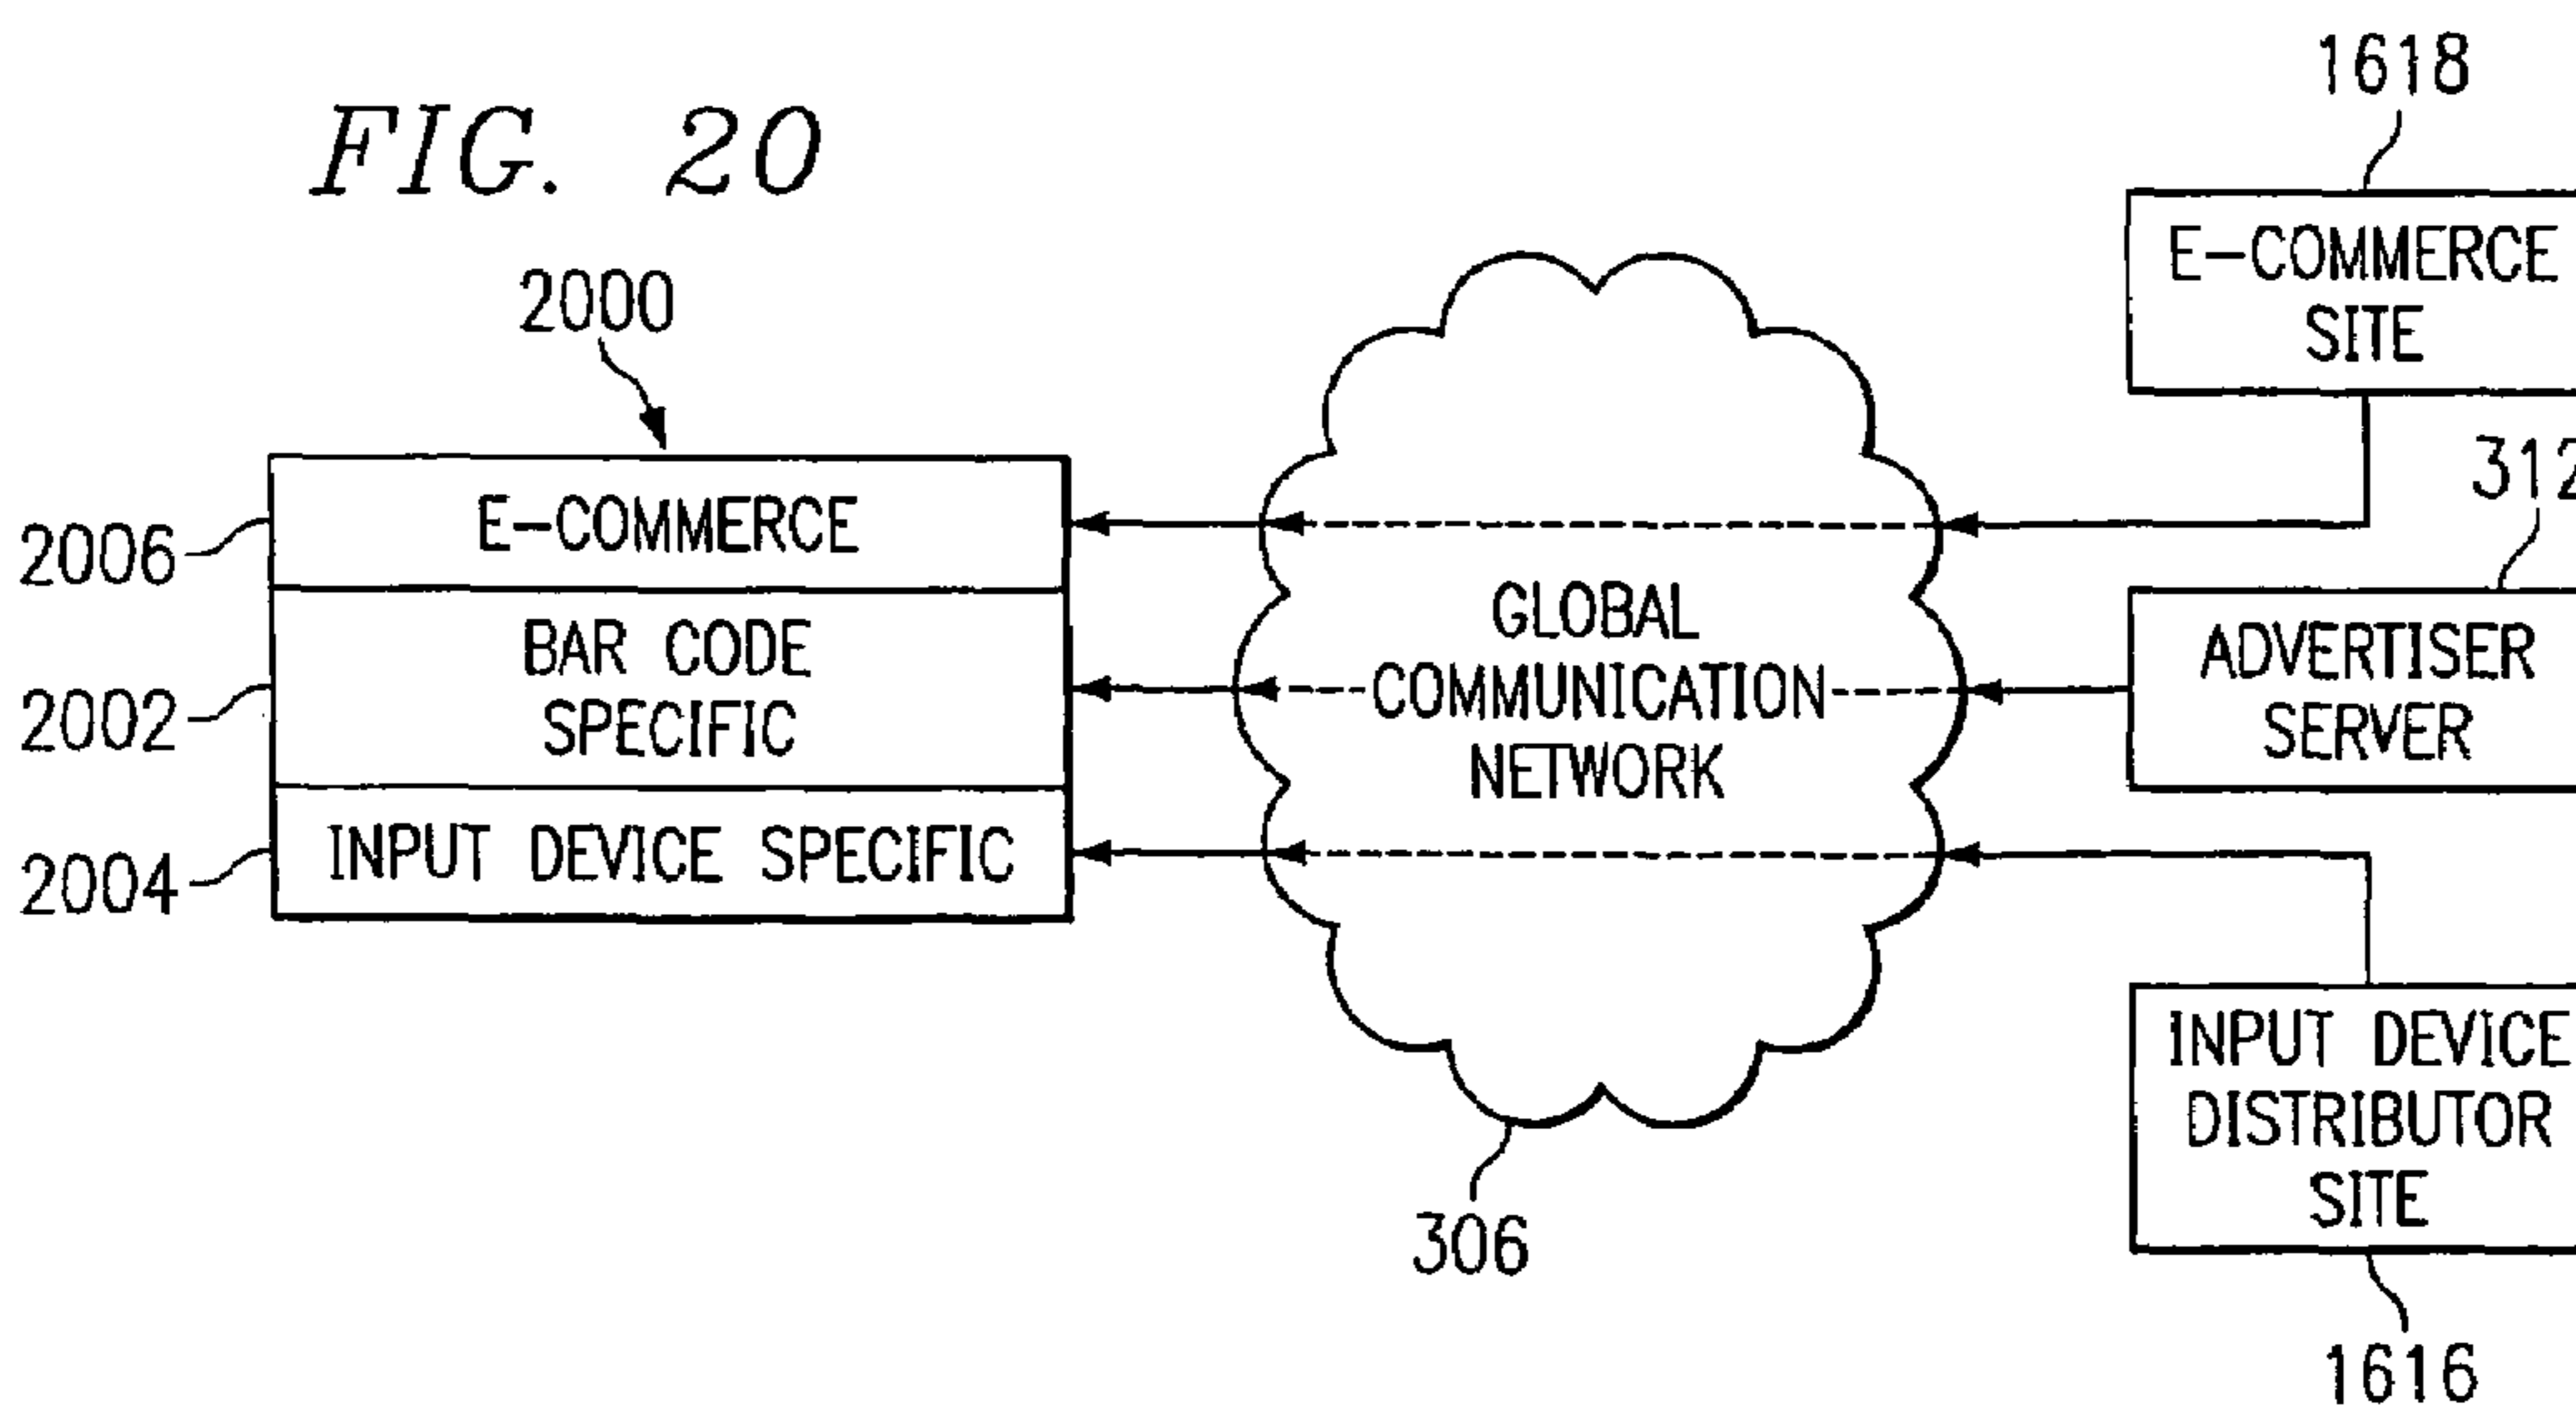 FIG. 20
1618
E-COMMERCE
SITE
2000
312
2006
E-COMMERCE
2002
BAR CODE
SPECIFIC
2004
INPUT DEVICE SPECIFIC
GLOBAL
COMMUNICATION
NETWORK
306
ADVERTISER
SERVER
INPUT DEVICE
DISTRIBUTOR
SITE
1616